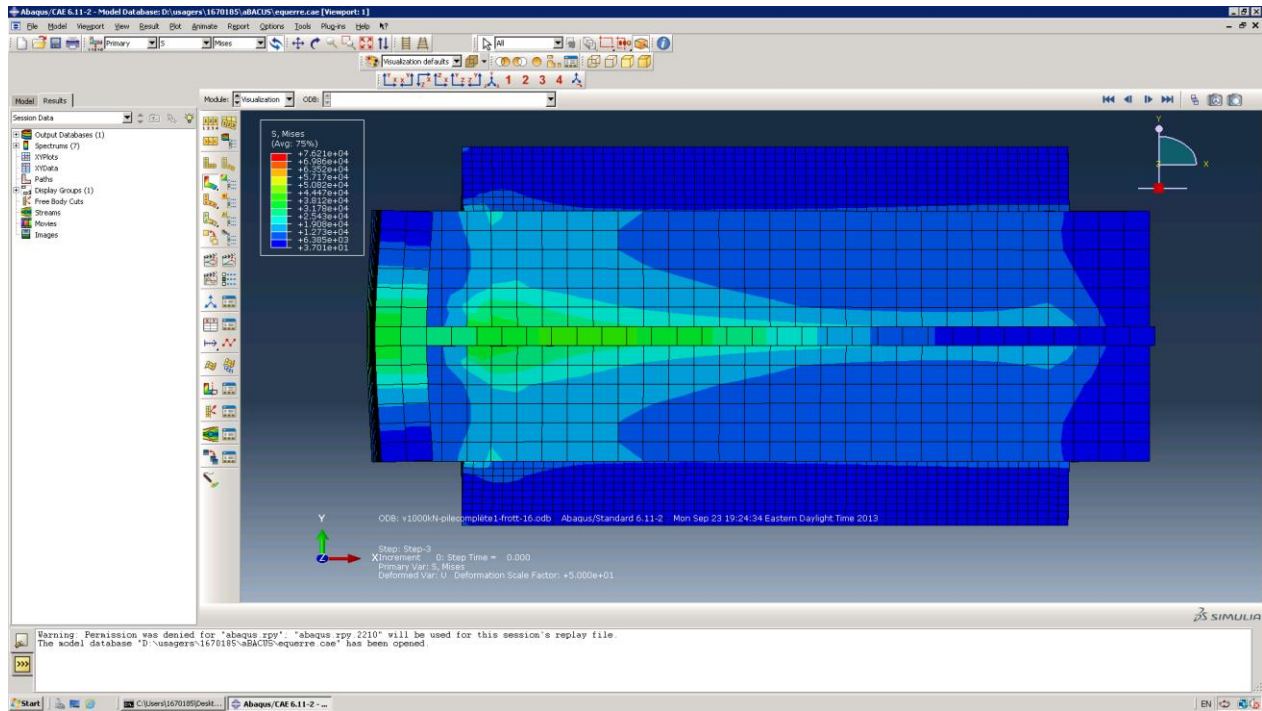 Abaqus/CAE 6.11-2 - Model Database: D:\usagers\1670185\aBACUS\equerre.cae [Viewport: 1]
File Model Viewport View Result Plot Animate Report Options Tools Plug-ins Help
Primary S Mises All
Visualization defaults
1 2 3 4
Model Results Module: Visualization ODB:
Session Data
Output Databases (1)
Spectrums (7)
XYPlots
XYData
Paths
Display Groups (1)
Free Body Cuts
Streams
Movies
Images
S, Mises
(Avg: 75%)
+7.621e+04
+6.986e+04
+6.352e+04
+5.717e+04
+5.082e+04
+4.447e+04
+3.812e+04
+3.178e+04
+2.543e+04
+1.908e+04
+1.273e+04
+6.385e+03
+3.701e+01
Y
Z X
Y
Z X
ODB: v1000kN-pilecomplète1-frott-16.odb Abaqus/Standard 6.11-2 Mon Sep 23 19:24:34 Eastern Daylight Time 2013
Step: Step-3
Increment 0: Step Time = 0.000
Primary Var: S, Mises
Deformed Var: U Deformation Scale Factor: +5.000e+01
SIMULIA
Warning: Permission was denied for "abaqus.rpy"; "abaqus.rpy.2210" will be used for this session's replay file.
The model database "D:\usagers\1670185\aBACUS\equerre.cae" has been opened.
>>>
Start C:\Users\1670185\Deskt... Abaqus/CAE 6.11-2 - ... EN